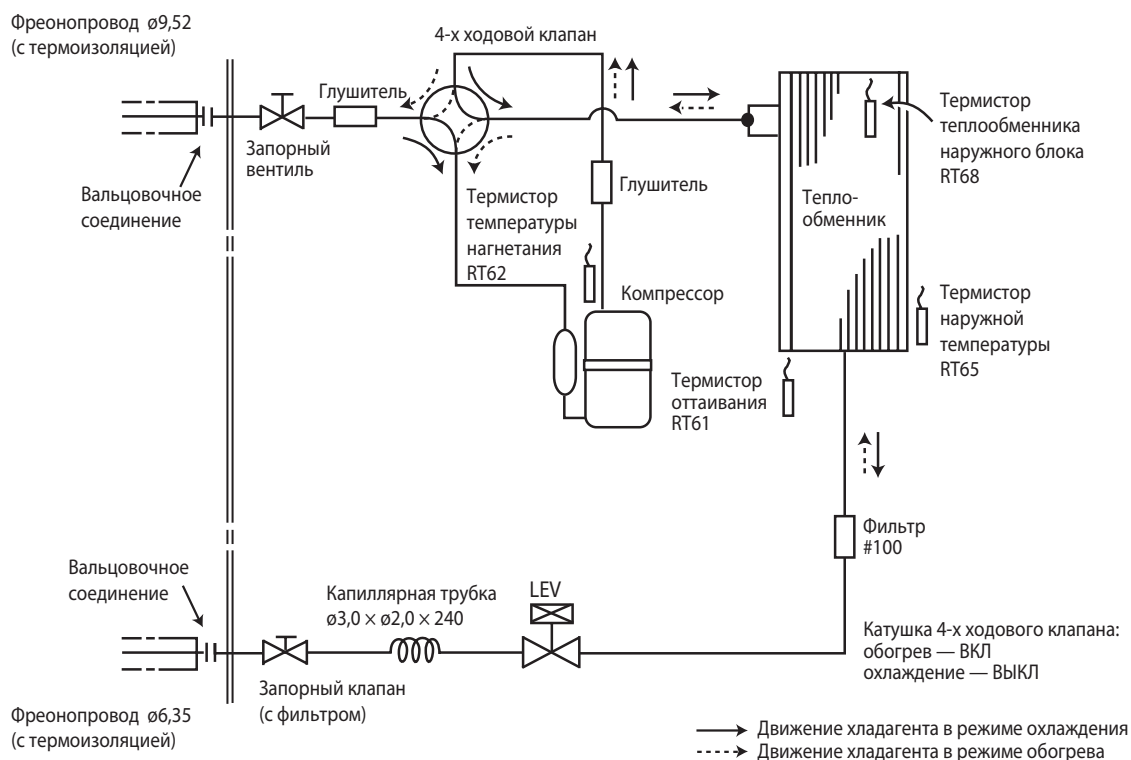 Фреонопровод ø9,52
(с термоизоляцией)
4-х ходовой клапан
Глушитель
Запорный
вентиль
Вальцовочное
соединение
Термистор
теплообменника
наружного блока
RT68
Глушитель
Термистор
температуры
нагнетания
RT62
Тепло-
обменник
Компрессор
Термистор
наружной
температуры
RT65
Термистор
оттаивания
RT61
Фильтр
#100
Вальцовочное
соединение
Капиллярная трубка
ø3,0 × ø2,0 × 240
LEV
Катушка 4-х ходового клапана:
обогрев — ВКЛ
охлаждение — ВЫКЛ
Запорный клапан
(с фильтром)
Фреонопровод ø6,35
(с термоизоляцией)
Движение хладагента в режиме охлаждения
Движение хладагента в режиме обогрева